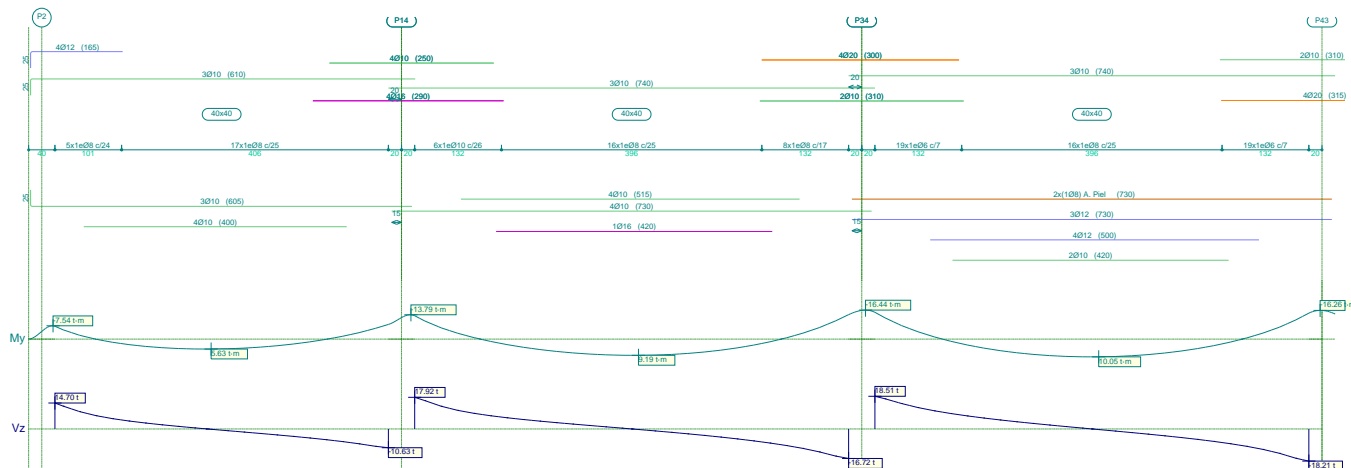 P2 P14 P34 P43
4Ø12 (165) 4Ø10 (250) 4Ø20 (300) 2Ø10 (310)
25
3Ø10 (610) 3Ø10 (740) 3Ø10 (740)
25 20 20
4Ø16 (290) 2Ø10 (310) 4Ø20 (315)
40x40 40x40 40x40
5x1eØ8 c/24 17x1eØ8 c/25 6x1eØ10 c/26 16x1eØ8 c/25 8x1eØ8 c/17 19x1eØ6 c/7 16x1eØ8 c/25 19x1eØ6 c/7
40 101 406 20 20 132 396 132 20 20 132 396 132 20
25 4Ø10 (515) 2x(1Ø8) A. Piel (730)
3Ø10 (605) 4Ø10 (730)
15 15 3Ø12 (730)
4Ø10 (400) 1Ø16 (420) 4Ø12 (500)
2Ø10 (420)
-7.54 t·m -13.79 t·m -16.44 t·m -16.26 t·
My
5.63 t·m 9.19 t·m 10.05 t·m
14.70 t 17.92 t 18.51 t
Vz
-10.63 t -16.72 t -18.21 t